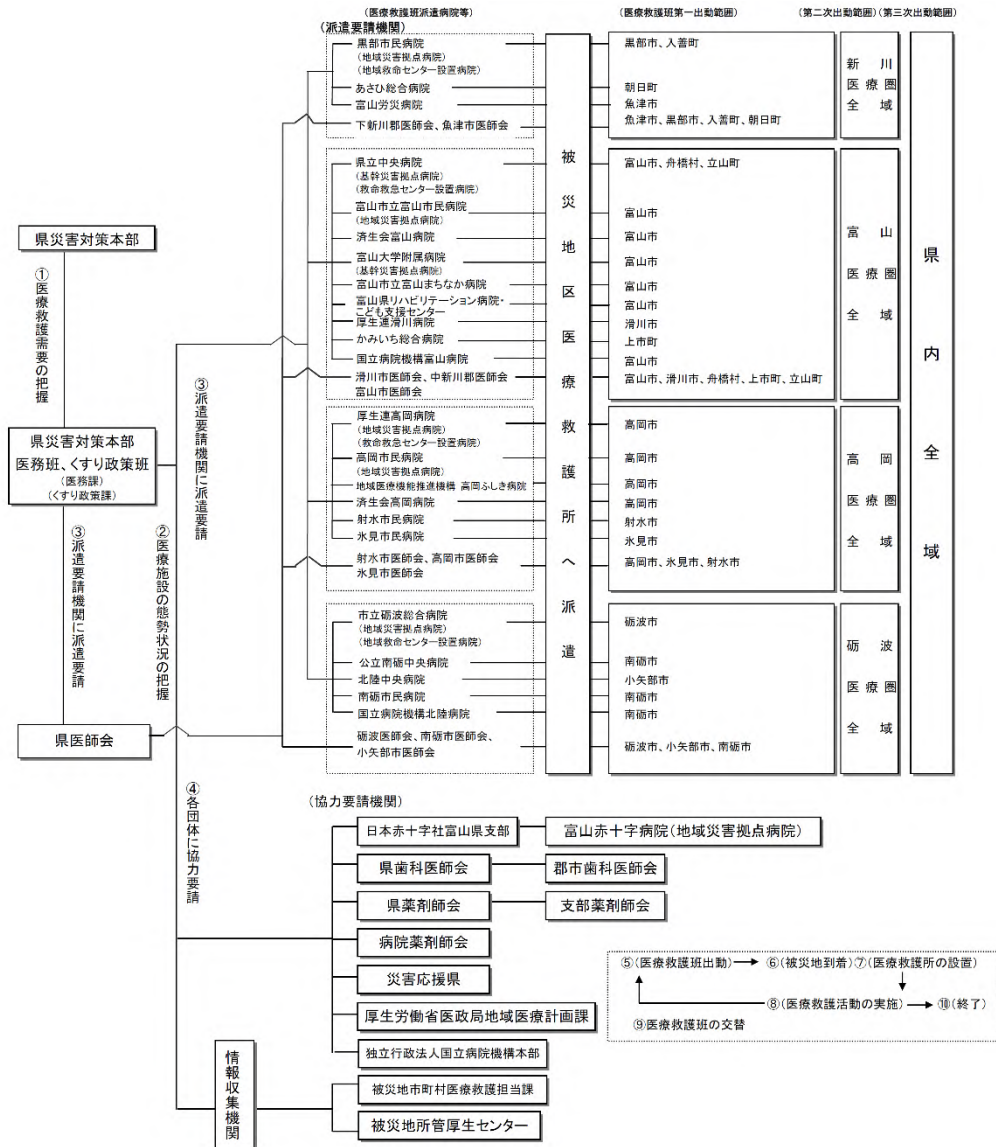 (医療救護班派遣病院等)
(医療救護班第一出動範囲)
(第二次出動範囲)(第三次出動範囲)
(派遣要請機関)
黒部市民病院
(地域災害拠点病院)
(地域救命センター設置病院)
あさひ総合病院
富山労災病院
下新川郡医師会、魚津市医師会
黒部市、入善町
朝日町
魚津市
魚津市、黒部市、入善町、朝日町
新川
医療圏
全域
県立中央病院
(基幹災害拠点病院)
(救命救急センター設置病院)
富山市立富山市民病院
(地域災害拠点病院)
済生会富山病院
富山大学附属病院
(基幹災害拠点病院)
富山市立富山まちなか病院
富山県リハビリテーション病院・
こども支援センター
厚生連滑川病院
かみいち総合病院
国立病院機構富山病院
滑川市医師会、中新川郡医師会
富山市医師会
富山市、舟橋村、立山町
富山市
富山市
富山市
富山市
富山市
滑川市
上市町
富山市
富山市、滑川市、舟橋村、上市町、立山町
富山
医療圏
全域
厚生連高岡病院
(地域災害拠点病院)
(救命救急センター設置病院)
高岡市民病院
(地域災害拠点病院)
地域医療機能推進機構 高岡ふしき病院
済生会高岡病院
射水市民病院
氷見市民病院
射水市医師会、高岡市医師会
氷見市医師会
高岡市
高岡市
高岡市
高岡市
射水市
氷見市
高岡市、氷見市、射水市
高岡
医療圏
全域
市立砺波総合病院
(地域災害拠点病院)
(地域救命センター設置病院)
公立南砺中央病院
北陸中央病院
南砺市民病院
国立病院機構北陸病院
砺波医師会、南砺市医師会、
小矢部市医師会
砺波市
南砺市
小矢部市
南砺市
南砺市
砺波市、小矢部市、南砺市
砺波
医療圏
全域
被災地区医療救護所へ派遣
県内全域
県災害対策本部
①医療救護需要の把握
県災害対策本部
医務班、くすり政策班
(医務課)
(くすり政策課)
③派遣要請機関に派遣要請
③派遣要請機関に派遣要請
②医療施設の態勢状況の把握
県医師会
④各団体に協力要請
(協力要請機関)
日本赤十字社富山県支部
富山赤十字病院(地域災害拠点病院)
県歯科医師会
郡市歯科医師会
県薬剤師会
支部薬剤師会
病院薬剤師会
災害応援県
厚生労働省医政局地域医療計画課
独立行政法人国立病院機構本部
情報収集機関
被災地市町村医療救護担当課
被災地所管厚生センター
⑤(医療救護班出動)→⑥(被災地到着)⑦(医療救護所の設置)
⑧(医療救護活動の実施)→⑩(終了)
⑨医療救護班の交替